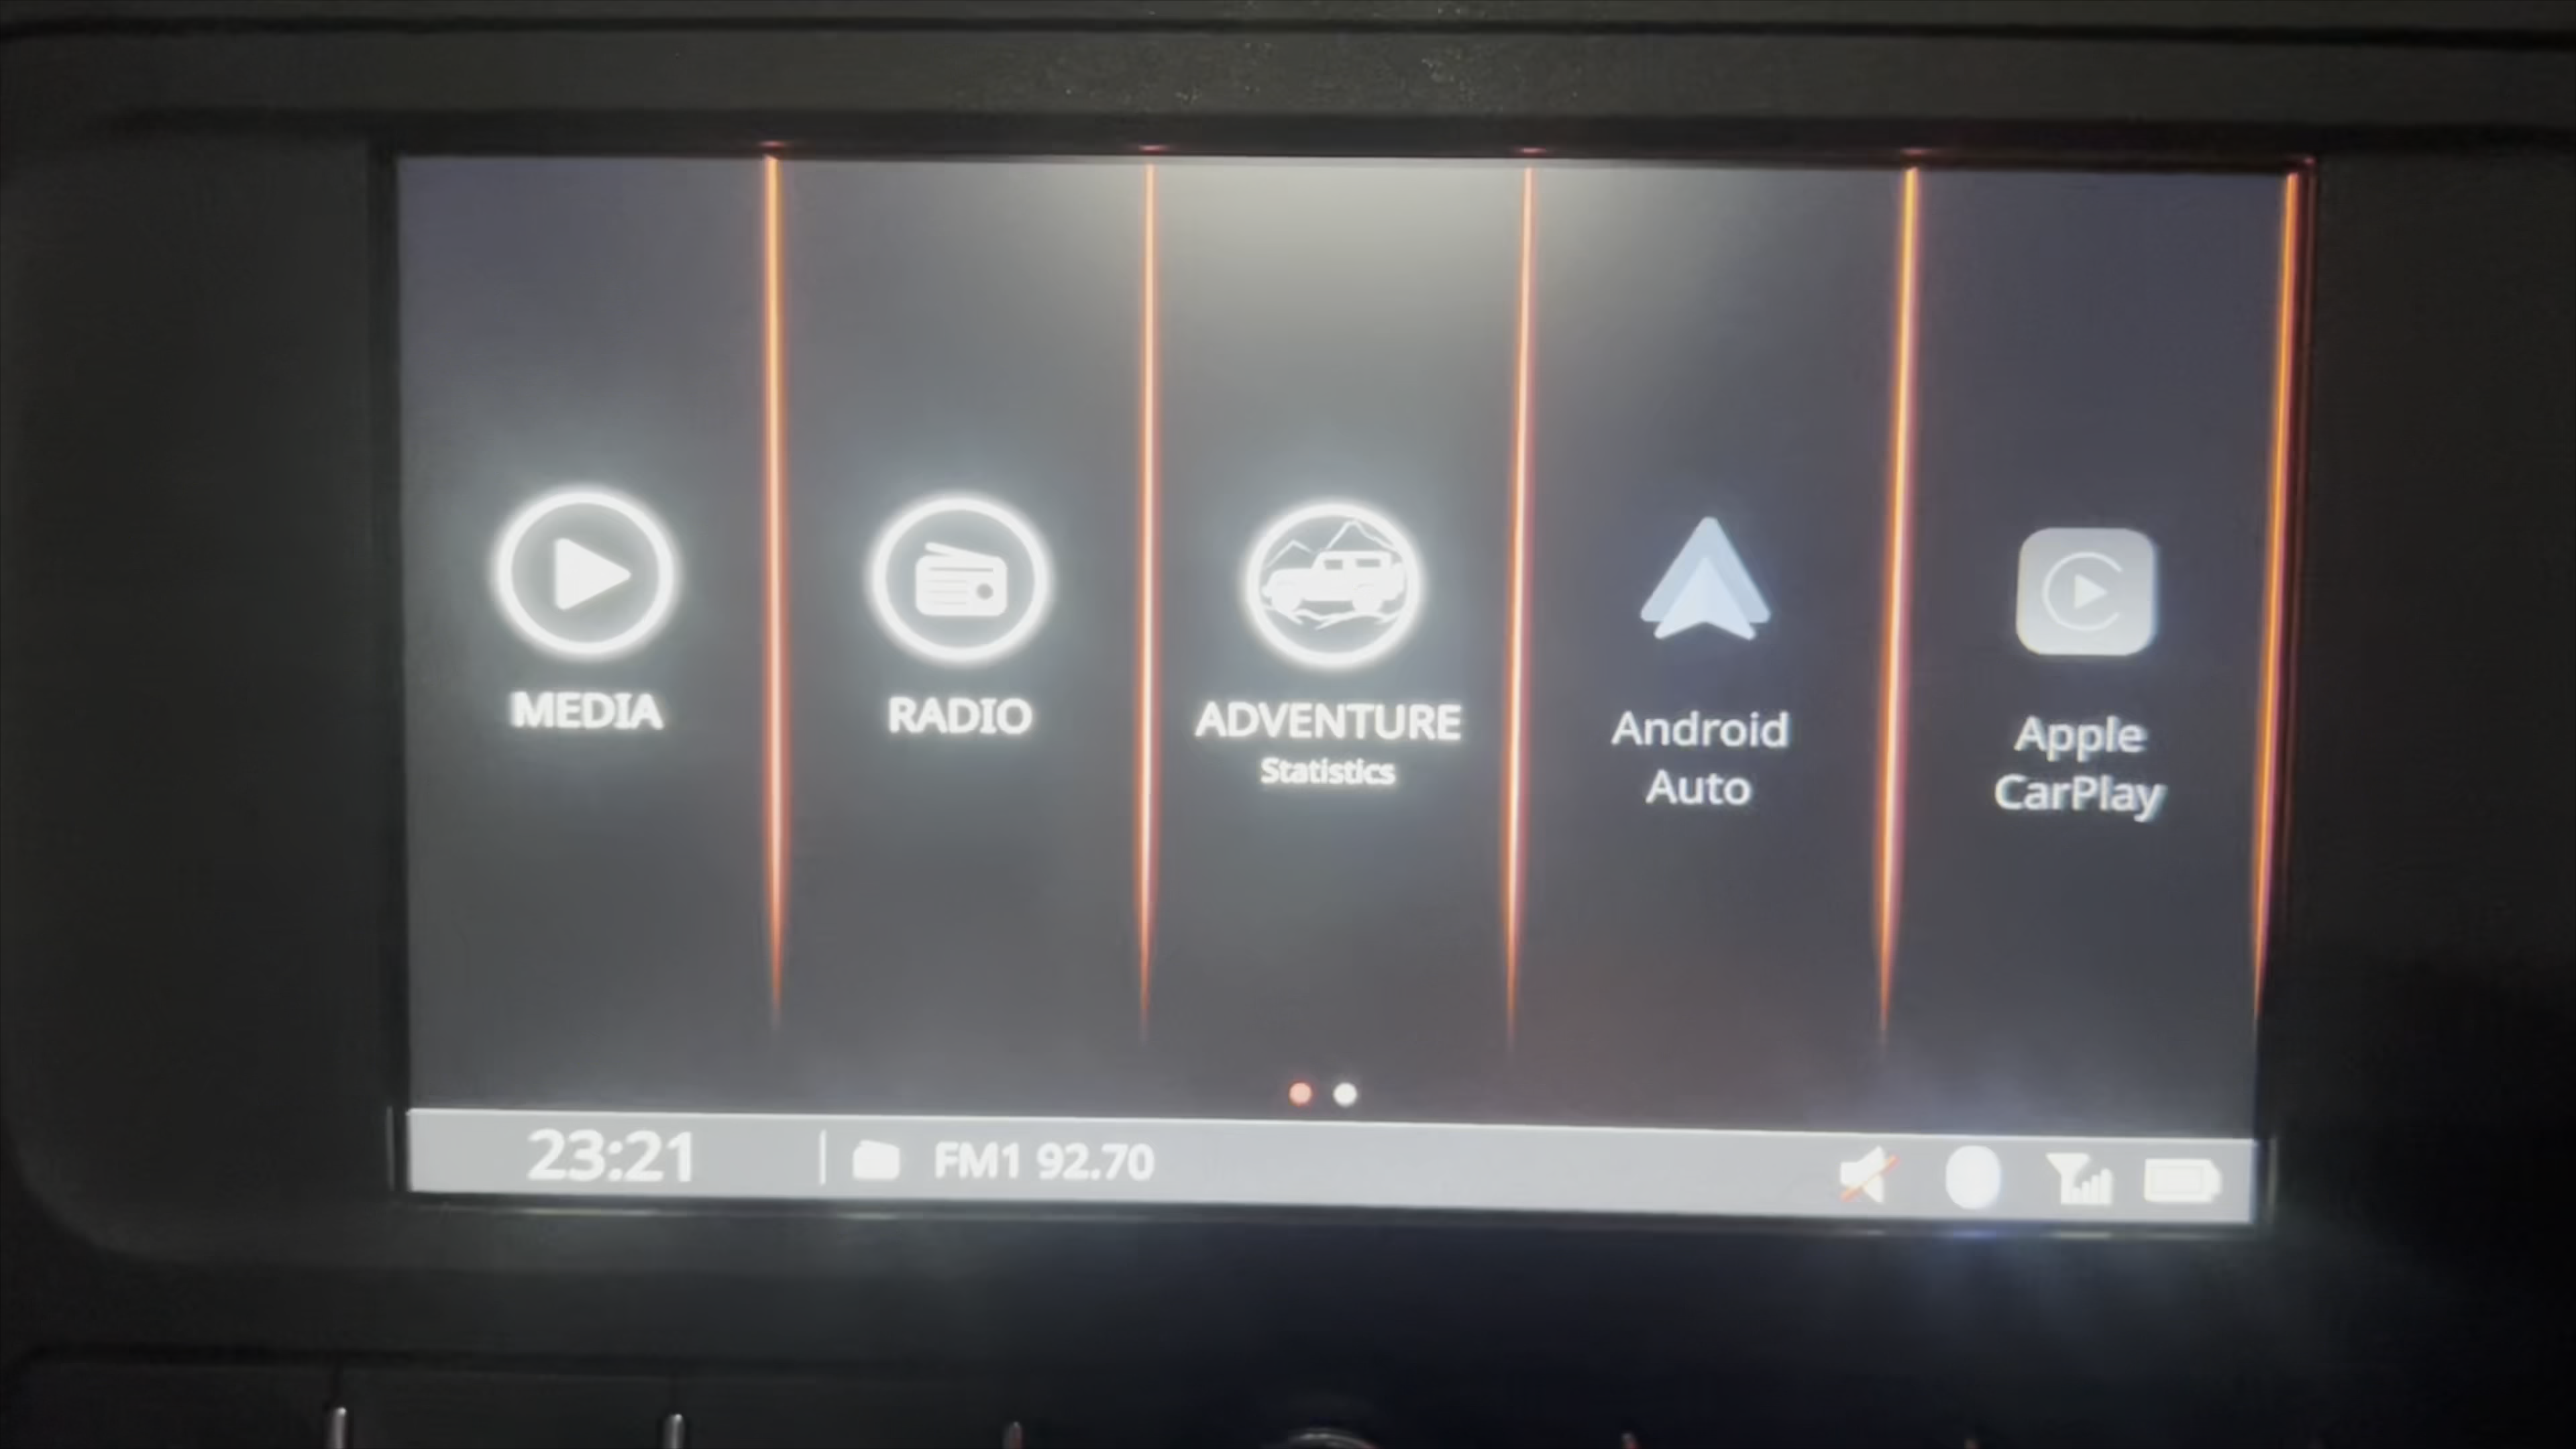 MEDIA
RADIO
ADVENTURE
Statistics
Android
Auto
Apple
CarPlay
23:21
FM1 92.70